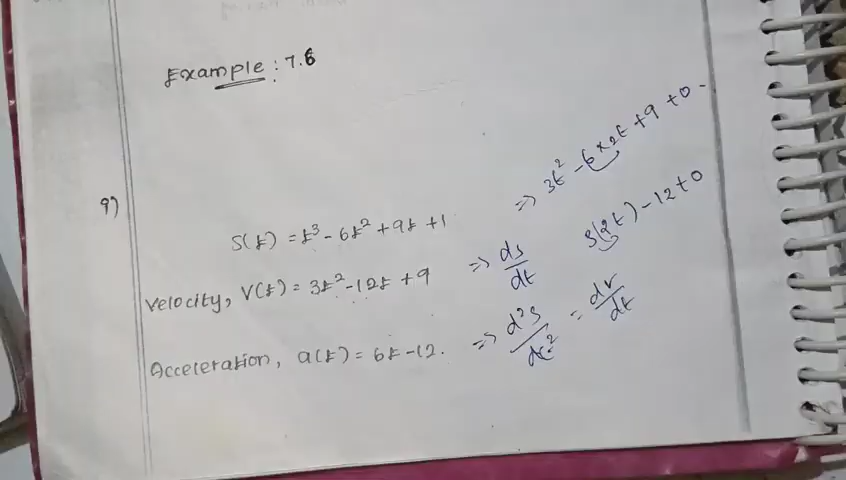 Example : 7.6
⇒ 3t² - 6×2t + 9 + 0.
9)
S(t) = t³ - 6t² + 9t + 1
3(2t) - 12 + 0
Velocity, V(t) = 3t² - 12t + 9 ⇒ ds/dt
Acceleration, a(t) = 6t - 12. ⇒ d²s/dt² = dv/dt